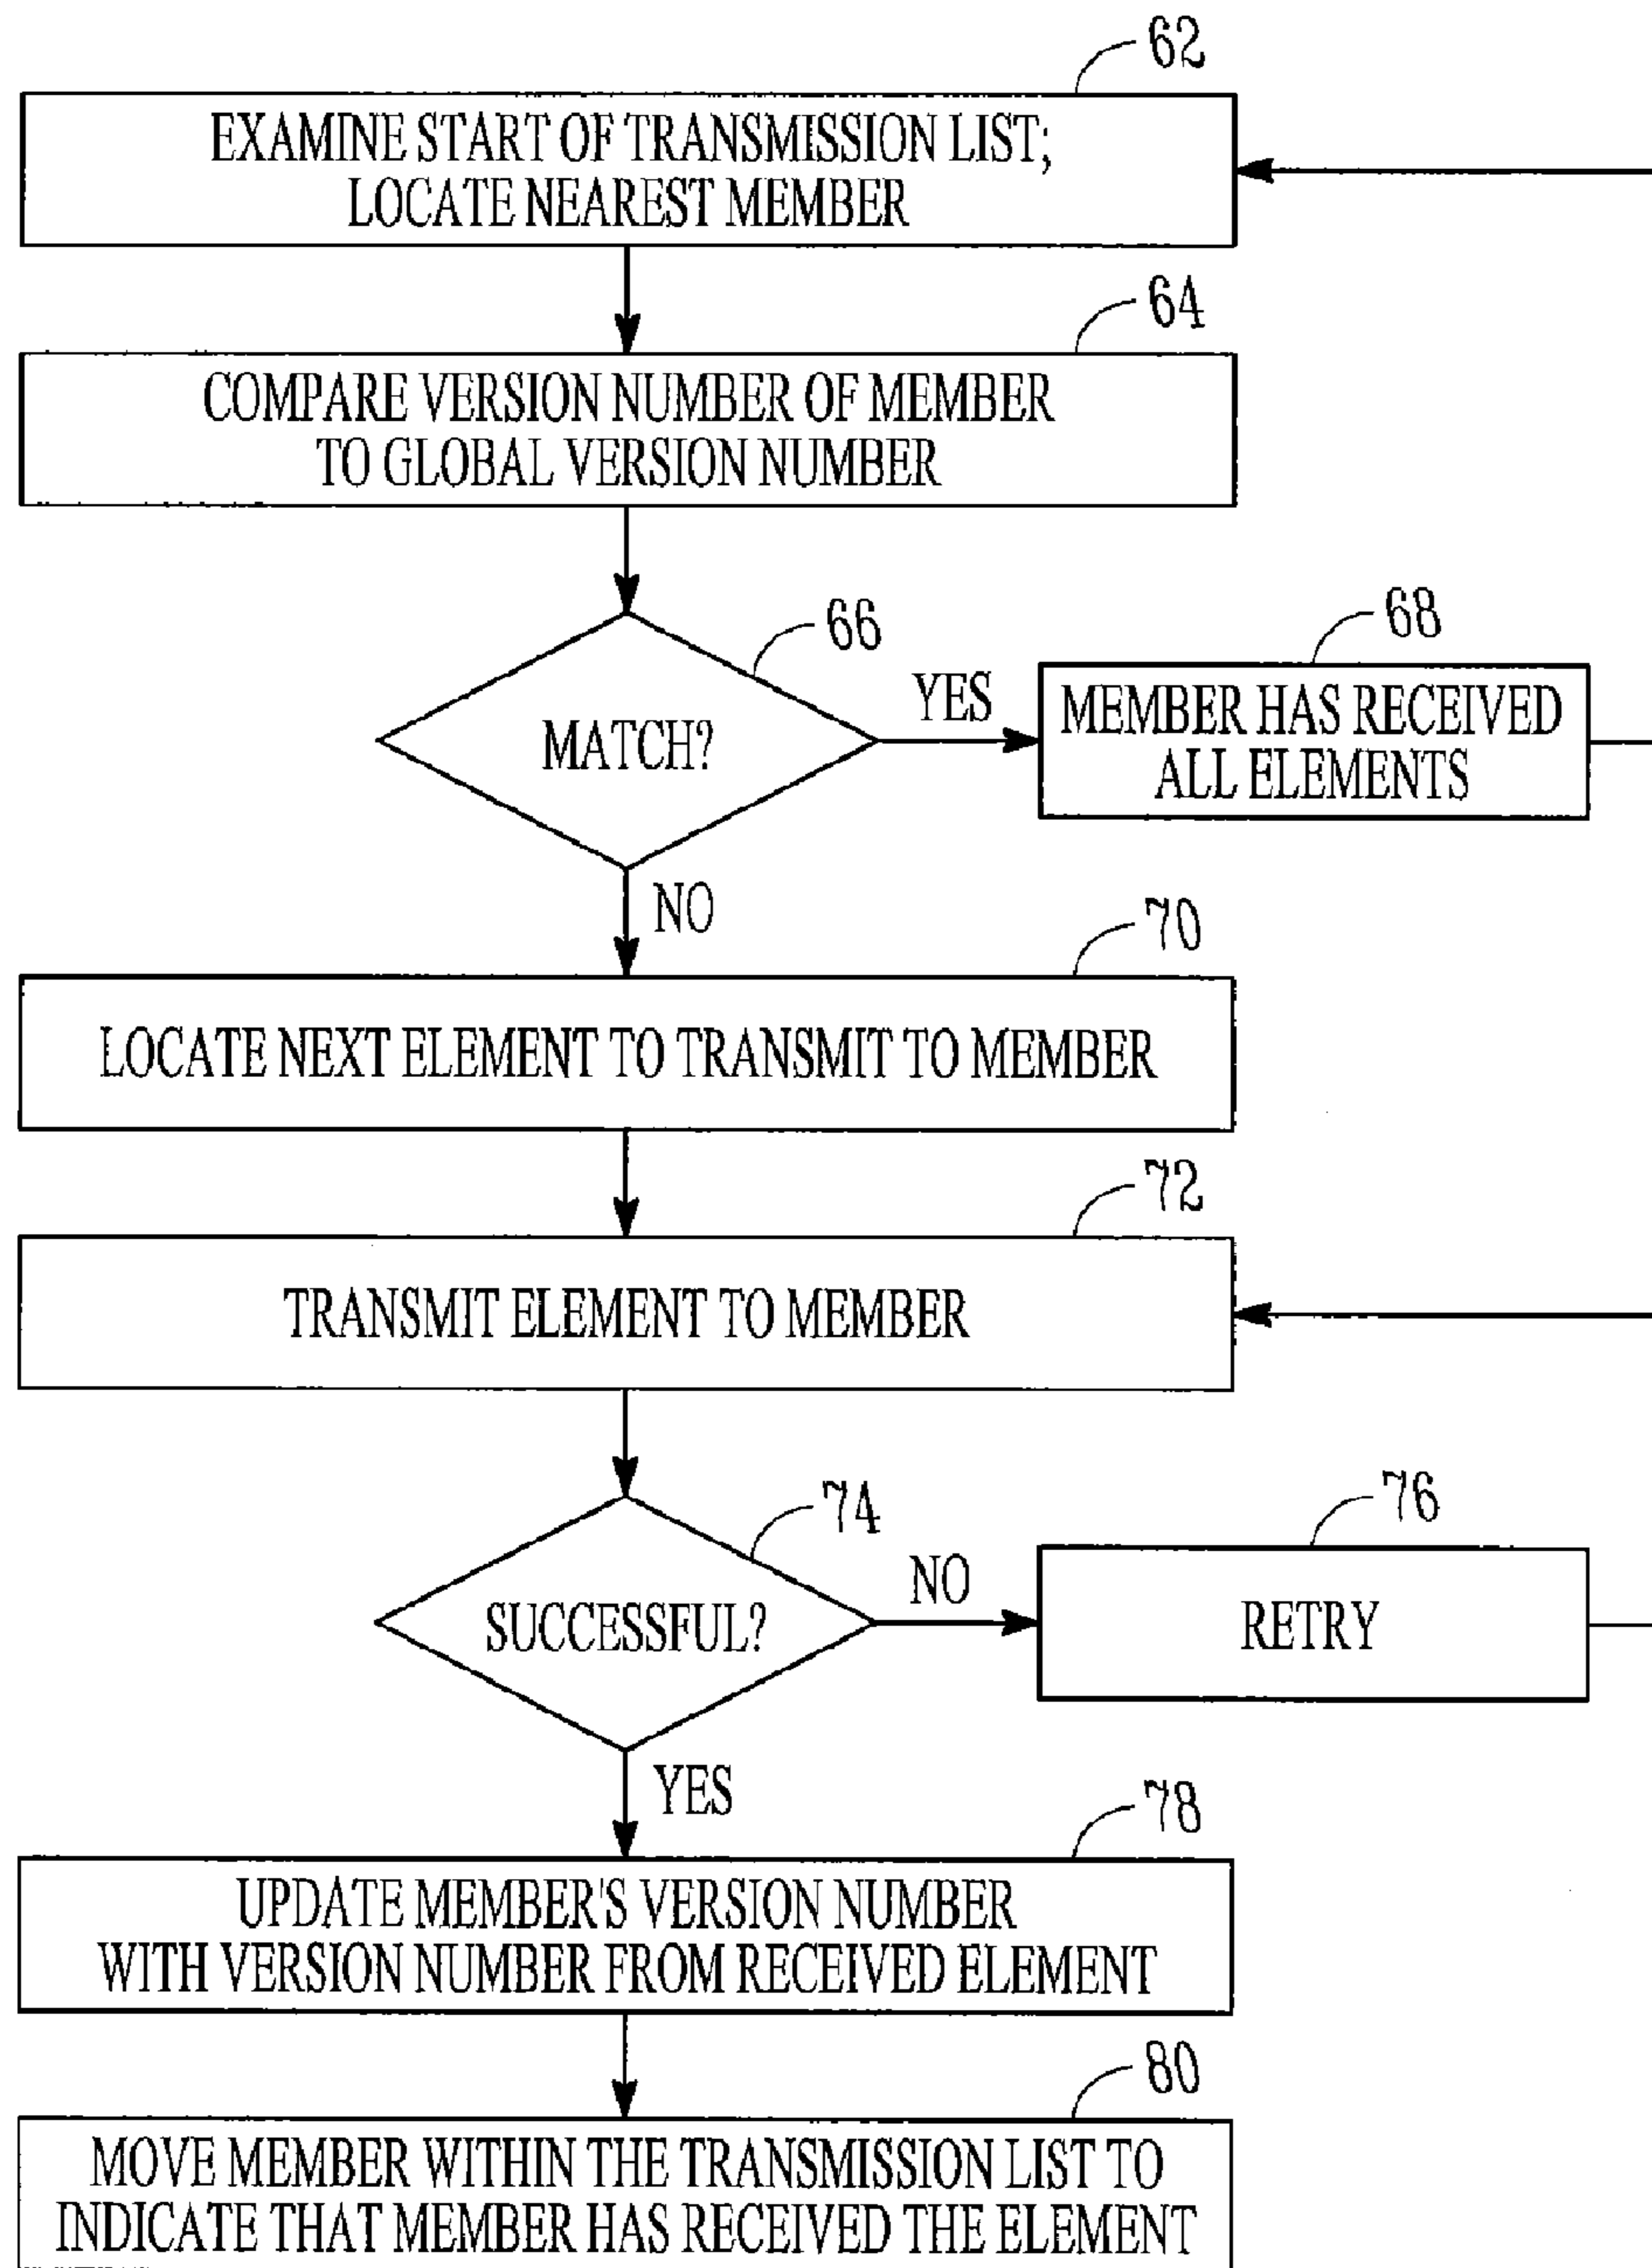 62
EXAMINE START OF TRANSMISSION LIST;
LOCATE NEAREST MEMBER
64
COMPARE VERSION NUMBER OF MEMBER
TO GLOBAL VERSION NUMBER
66
MATCH?
YES
68
MEMBER HAS RECEIVED
ALL ELEMENTS
NO
70
LOCATE NEXT ELEMENT TO TRANSMIT TO MEMBER
72
TRANSMIT ELEMENT TO MEMBER
74
SUCCESSFUL?
NO
76
RETRY
YES
78
UPDATE MEMBER'S VERSION NUMBER
WITH VERSION NUMBER FROM RECEIVED ELEMENT
80
MOVE MEMBER WITHIN THE TRANSMISSION LIST TO
INDICATE THAT MEMBER HAS RECEIVED THE ELEMENT